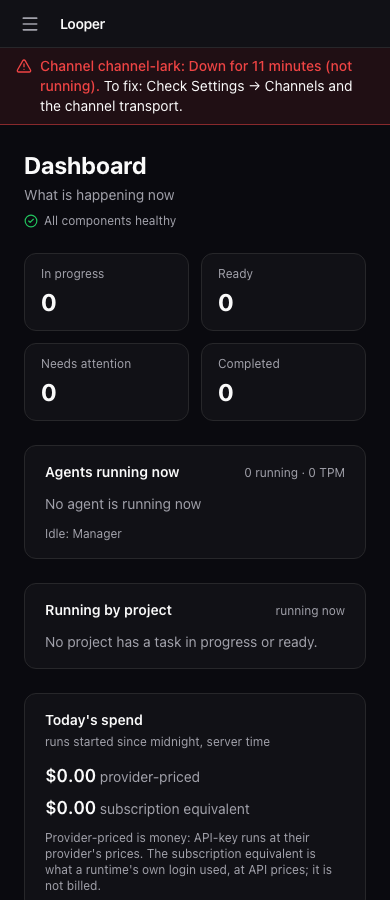 Looper
Channel channel-lark: Down for 11 minutes (not
running). To fix: Check Settings → Channels and
the channel transport.
Dashboard
What is happening now
All components healthy
In progress
0
Ready
0
Needs attention
0
Completed
0
Agents running now
0 running · 0 TPM
No agent is running now
Idle: Manager
Running by project
running now
No project has a task in progress or ready.
Today's spend
runs started since midnight, server time
$0.00 provider-priced
$0.00 subscription equivalent
Provider-priced is money: API-key runs at their
provider's prices. The subscription equivalent is
what a runtime's own login used, at API prices; it is
not billed.